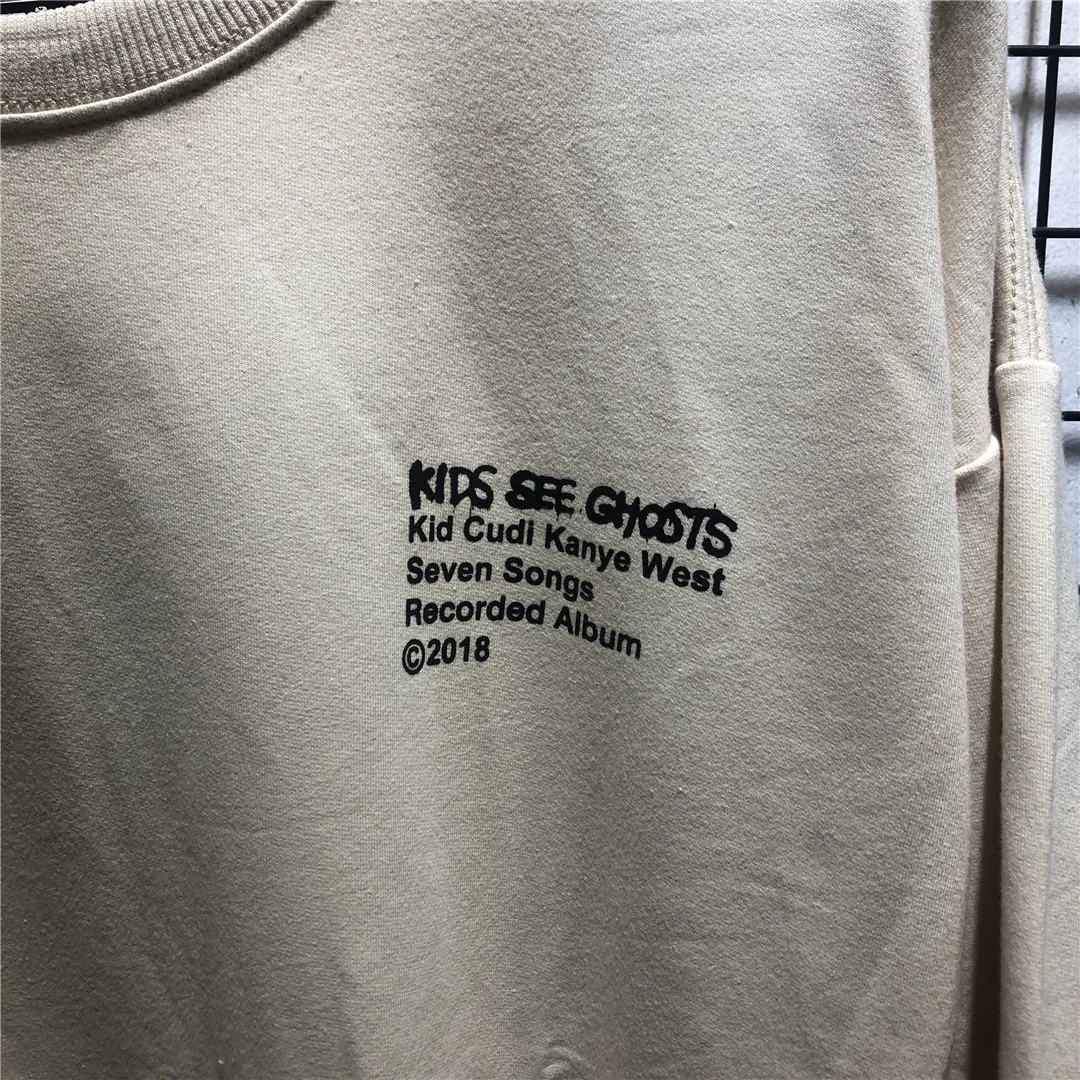 KIDS SEE GHOSTS
Kid Cudi Kanye West
Seven Songs
Recorded Album
©2018